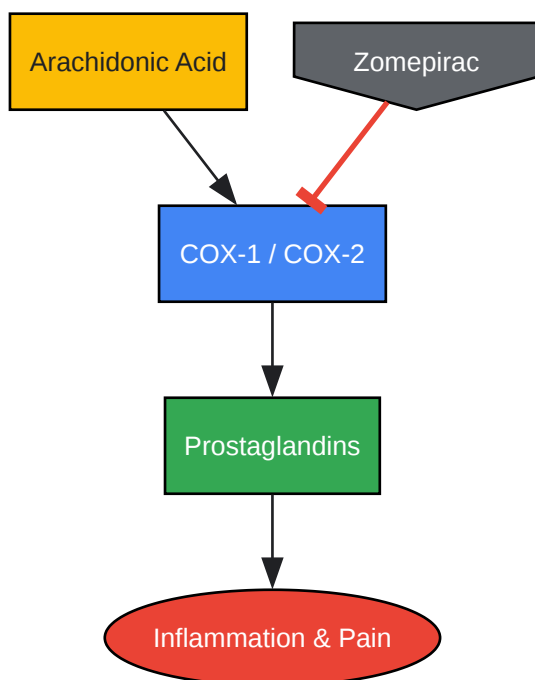 Arachidonic Acid
Zomepirac
COX-1 / COX-2
Prostaglandins
Inflammation & Pain